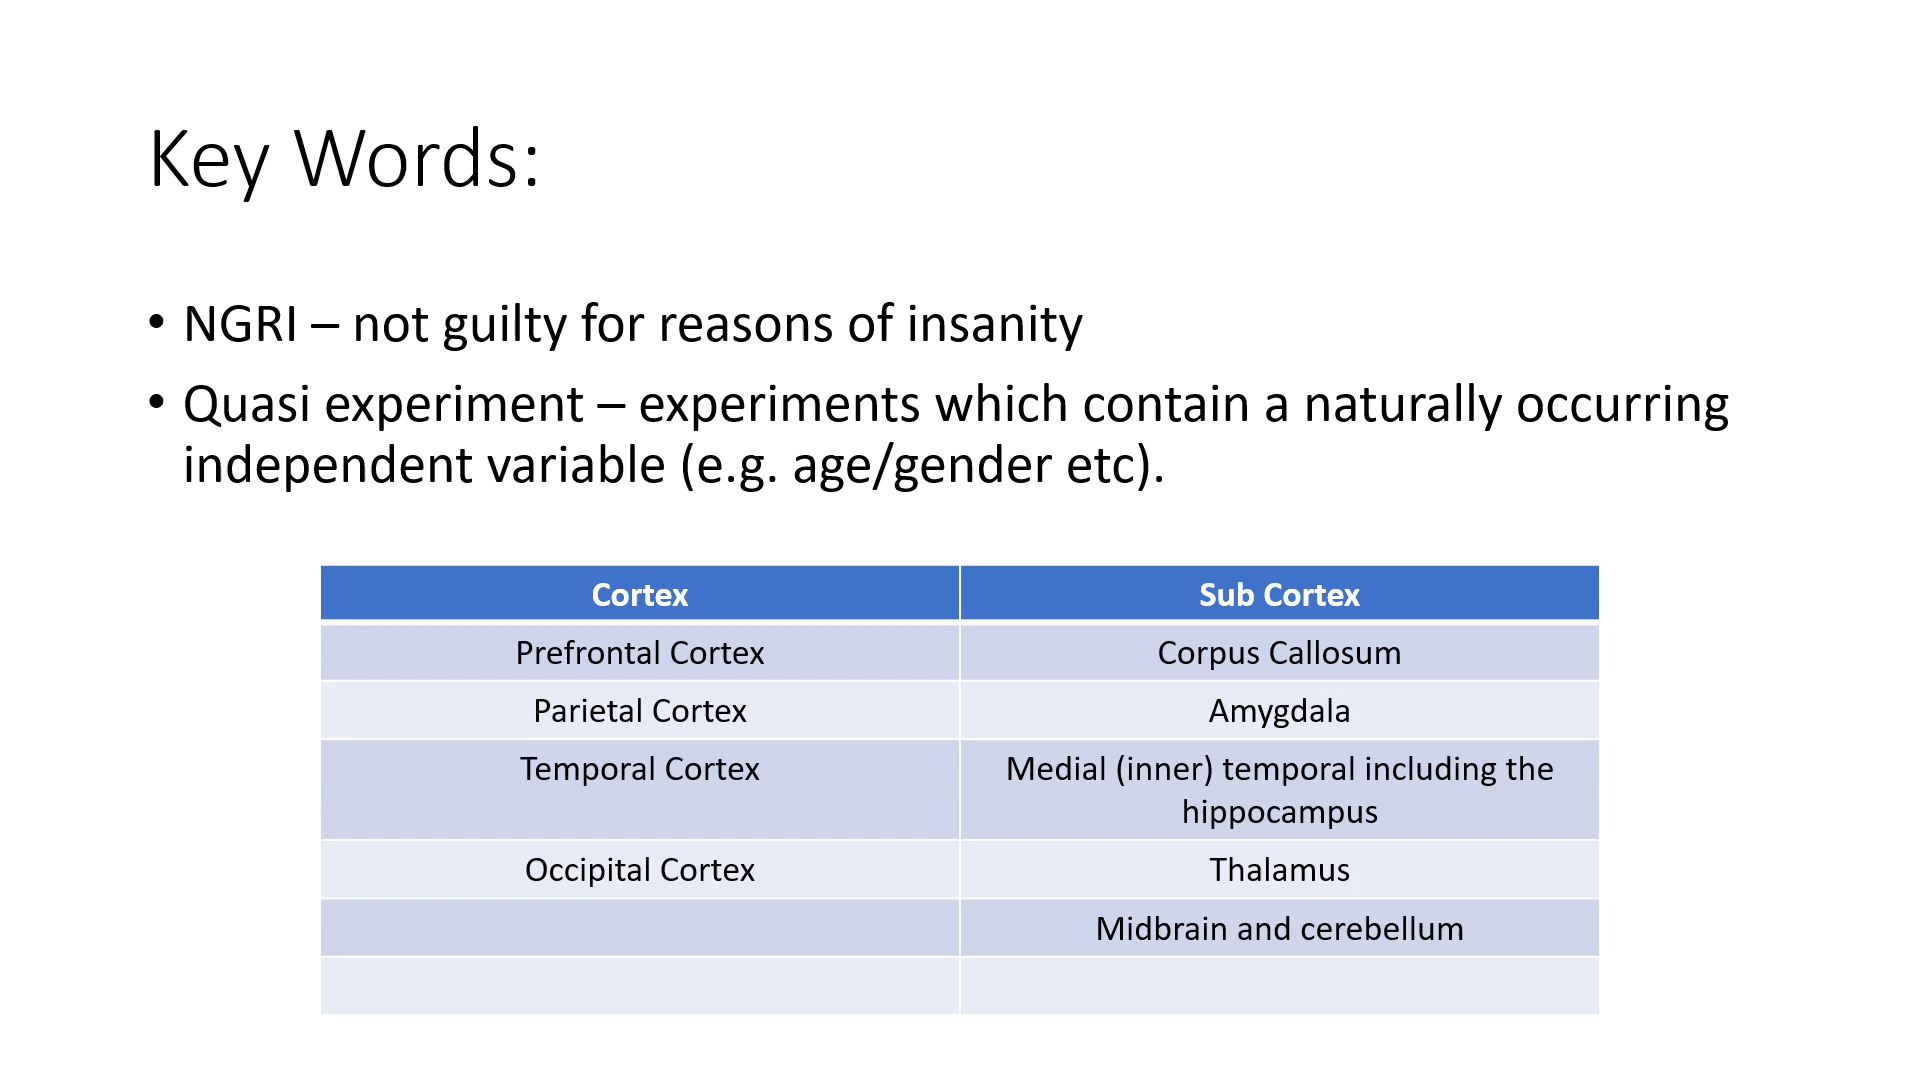 Key Words:
• NGRI – not guilty for reasons of insanity
• Quasi experiment – experiments which contain a naturally occurring
independent variable (e.g. age/gender etc).
Cortex Sub Cortex
Prefrontal Cortex Corpus Callosum
Parietal Cortex Amygdala
Temporal Cortex Medial (inner) temporal including the
hippocampus
Occipital Cortex Thalamus
Midbrain and cerebellum